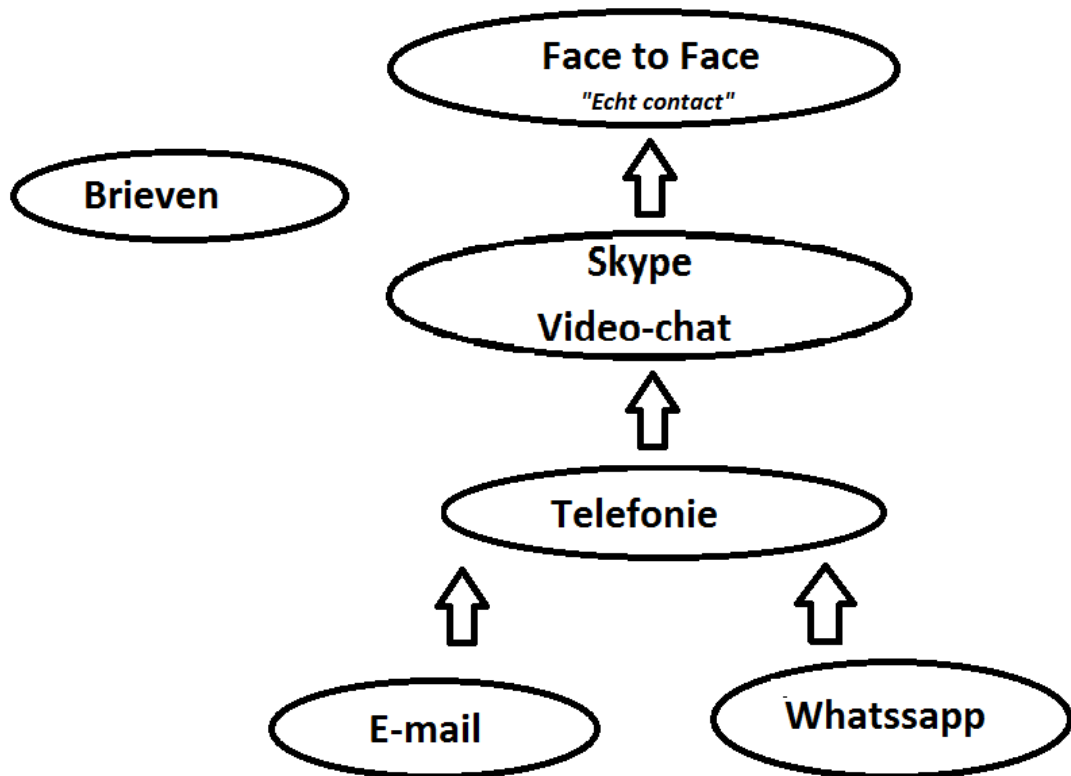 Face to Face
"Echt contact"
Brieven
Skype
Video-chat
Telefonie
E-mail
Whatssapp